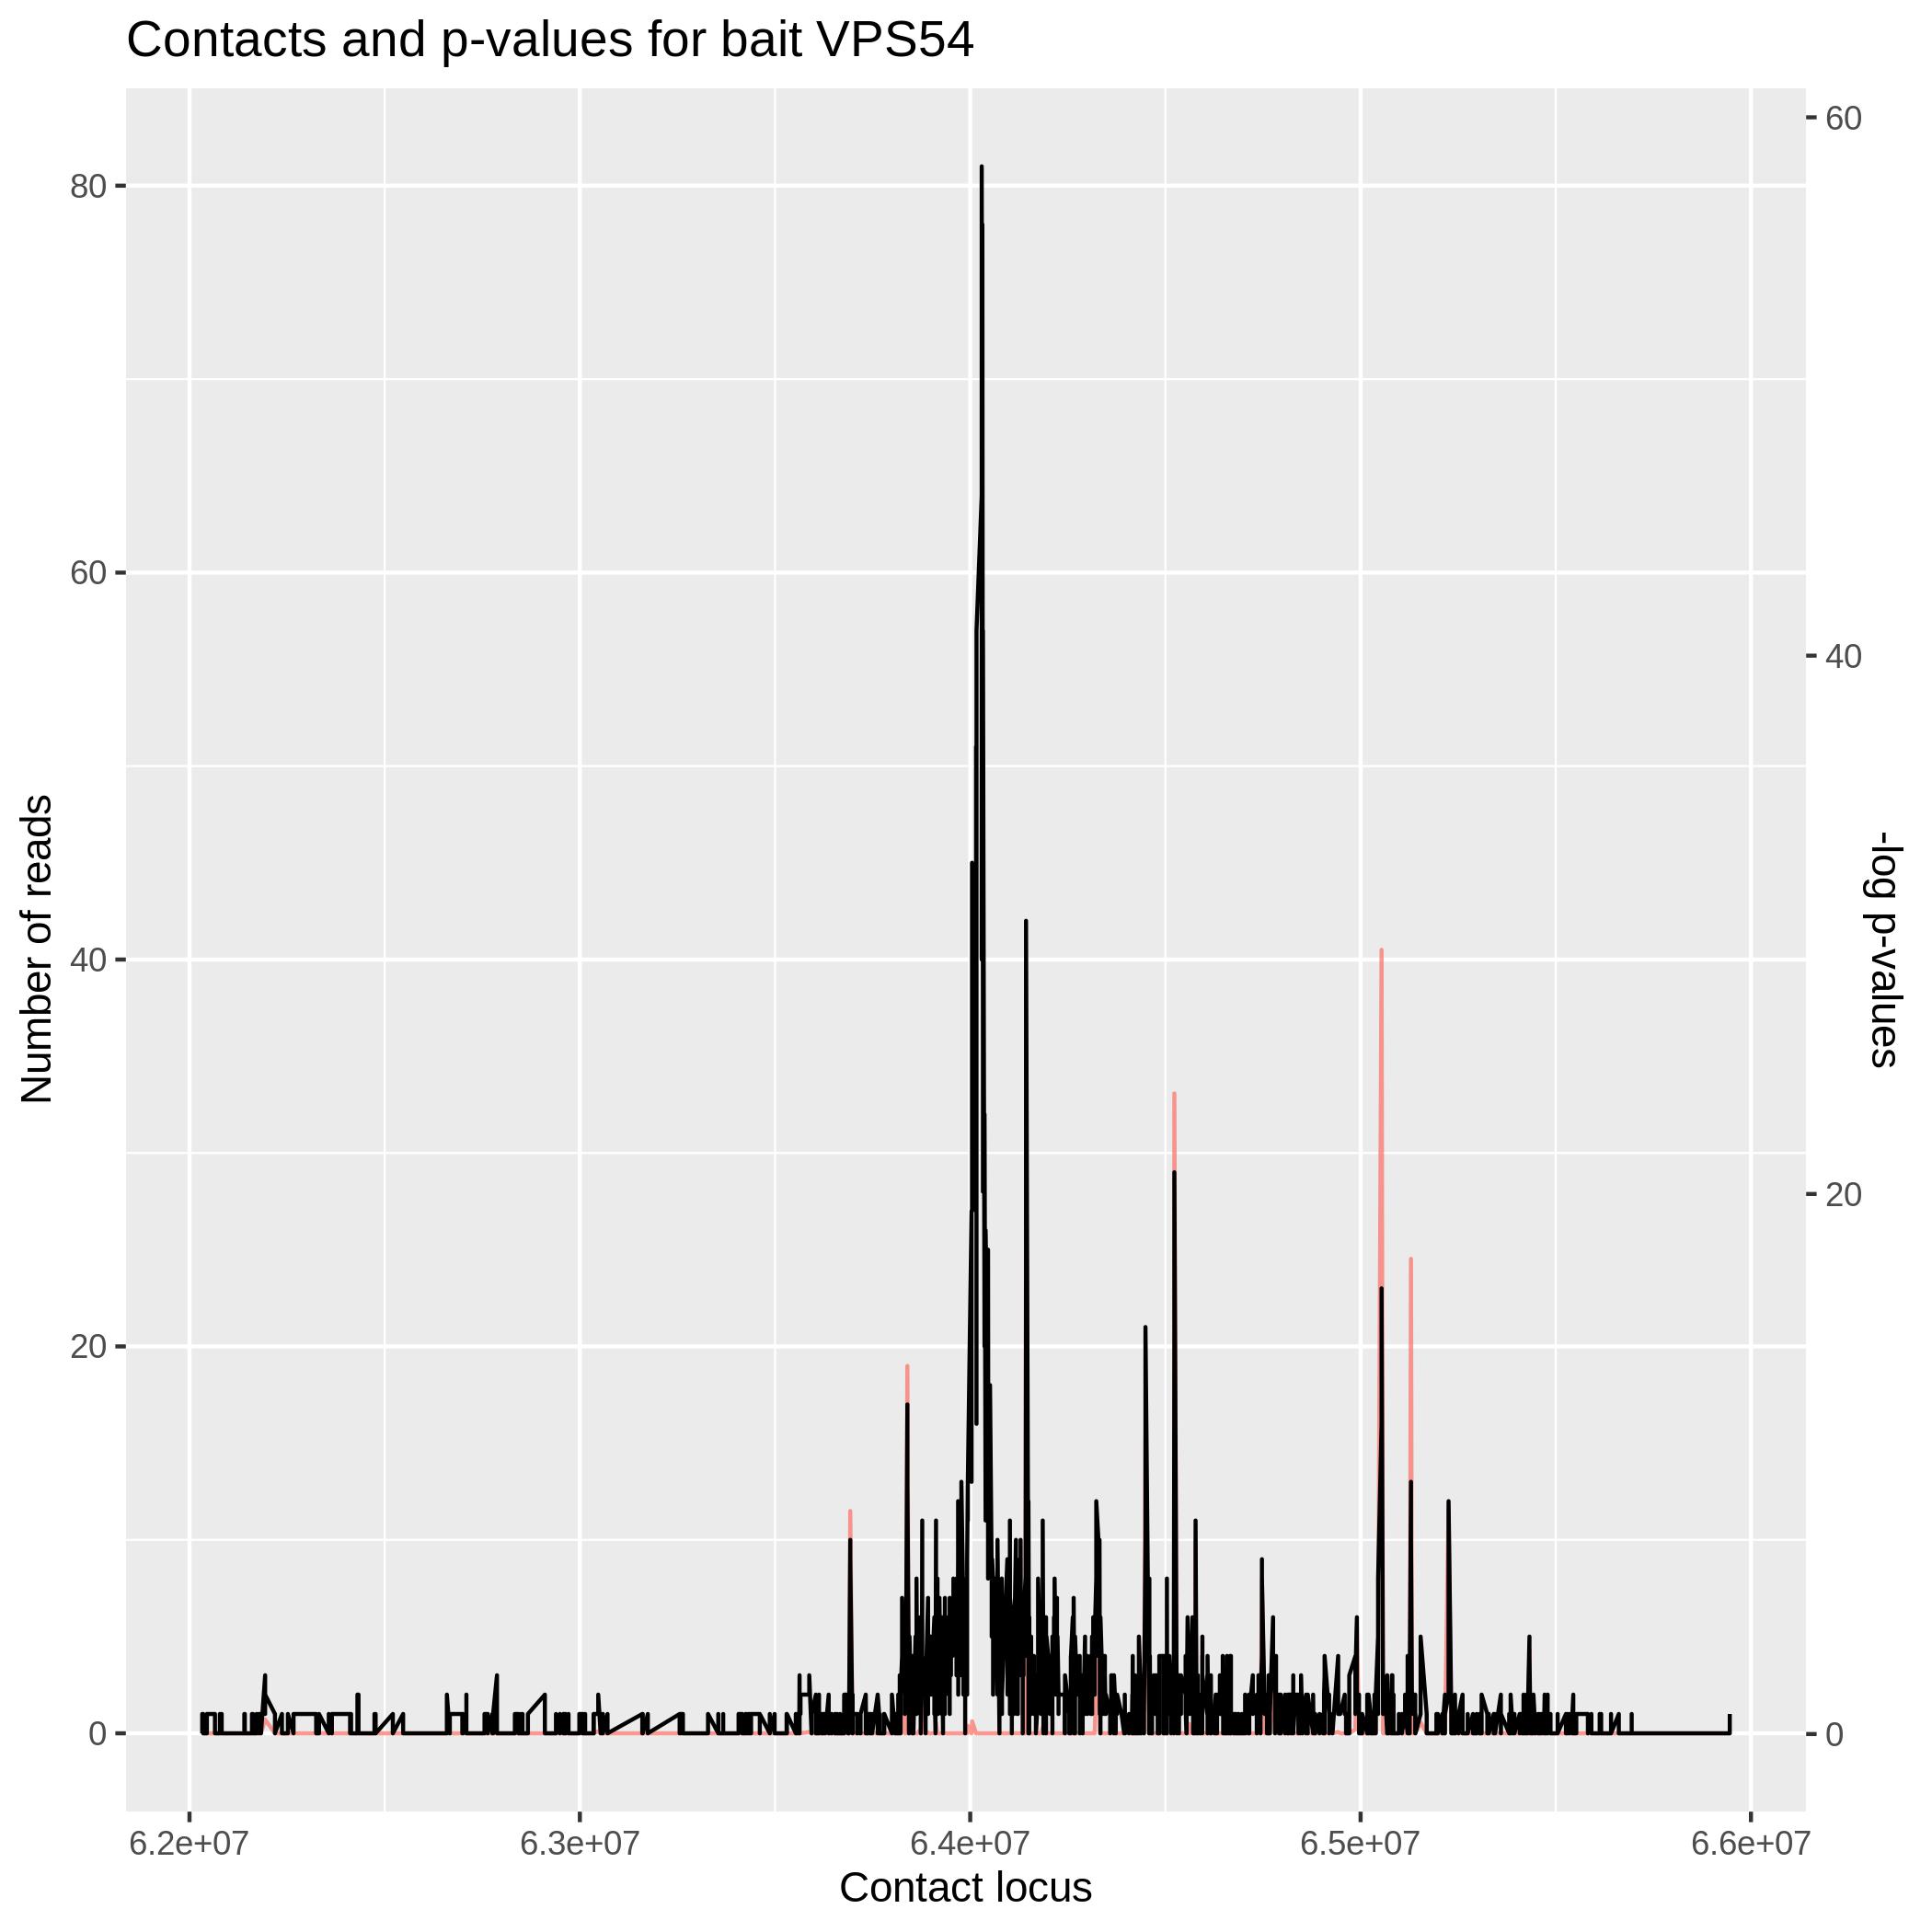 Contacts and p-values for bait VPS54
80
60
40
20
0
Number of reads
60
40
20
0
-log p-values
6.2e+07 6.3e+07 6.4e+07 6.5e+07 6.6e+07
Contact locus